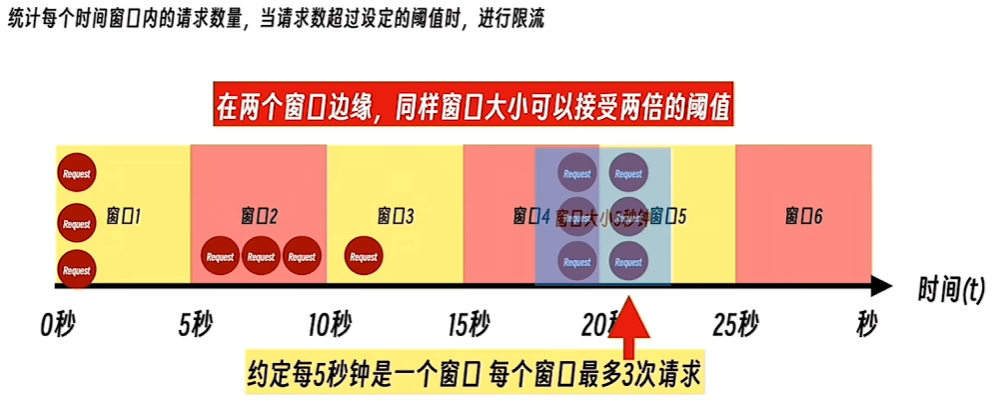 统计每个时间窗口内的请求数量，当请求数超过设定的阈值时，进行限流
在两个窗口边缘，同样窗口大小可以接受两倍的阈值
Request Request Request
Request 窗口1 窗口2 窗口3 窗口4 Request 窗口大小5秒钟 Request 窗口5 窗口6
Request Request Request Request Request Request Request
时间(t)
0秒 5秒 10秒 15秒 20 25秒 秒
约定每5秒钟是一个窗口 每个窗口最多3次请求